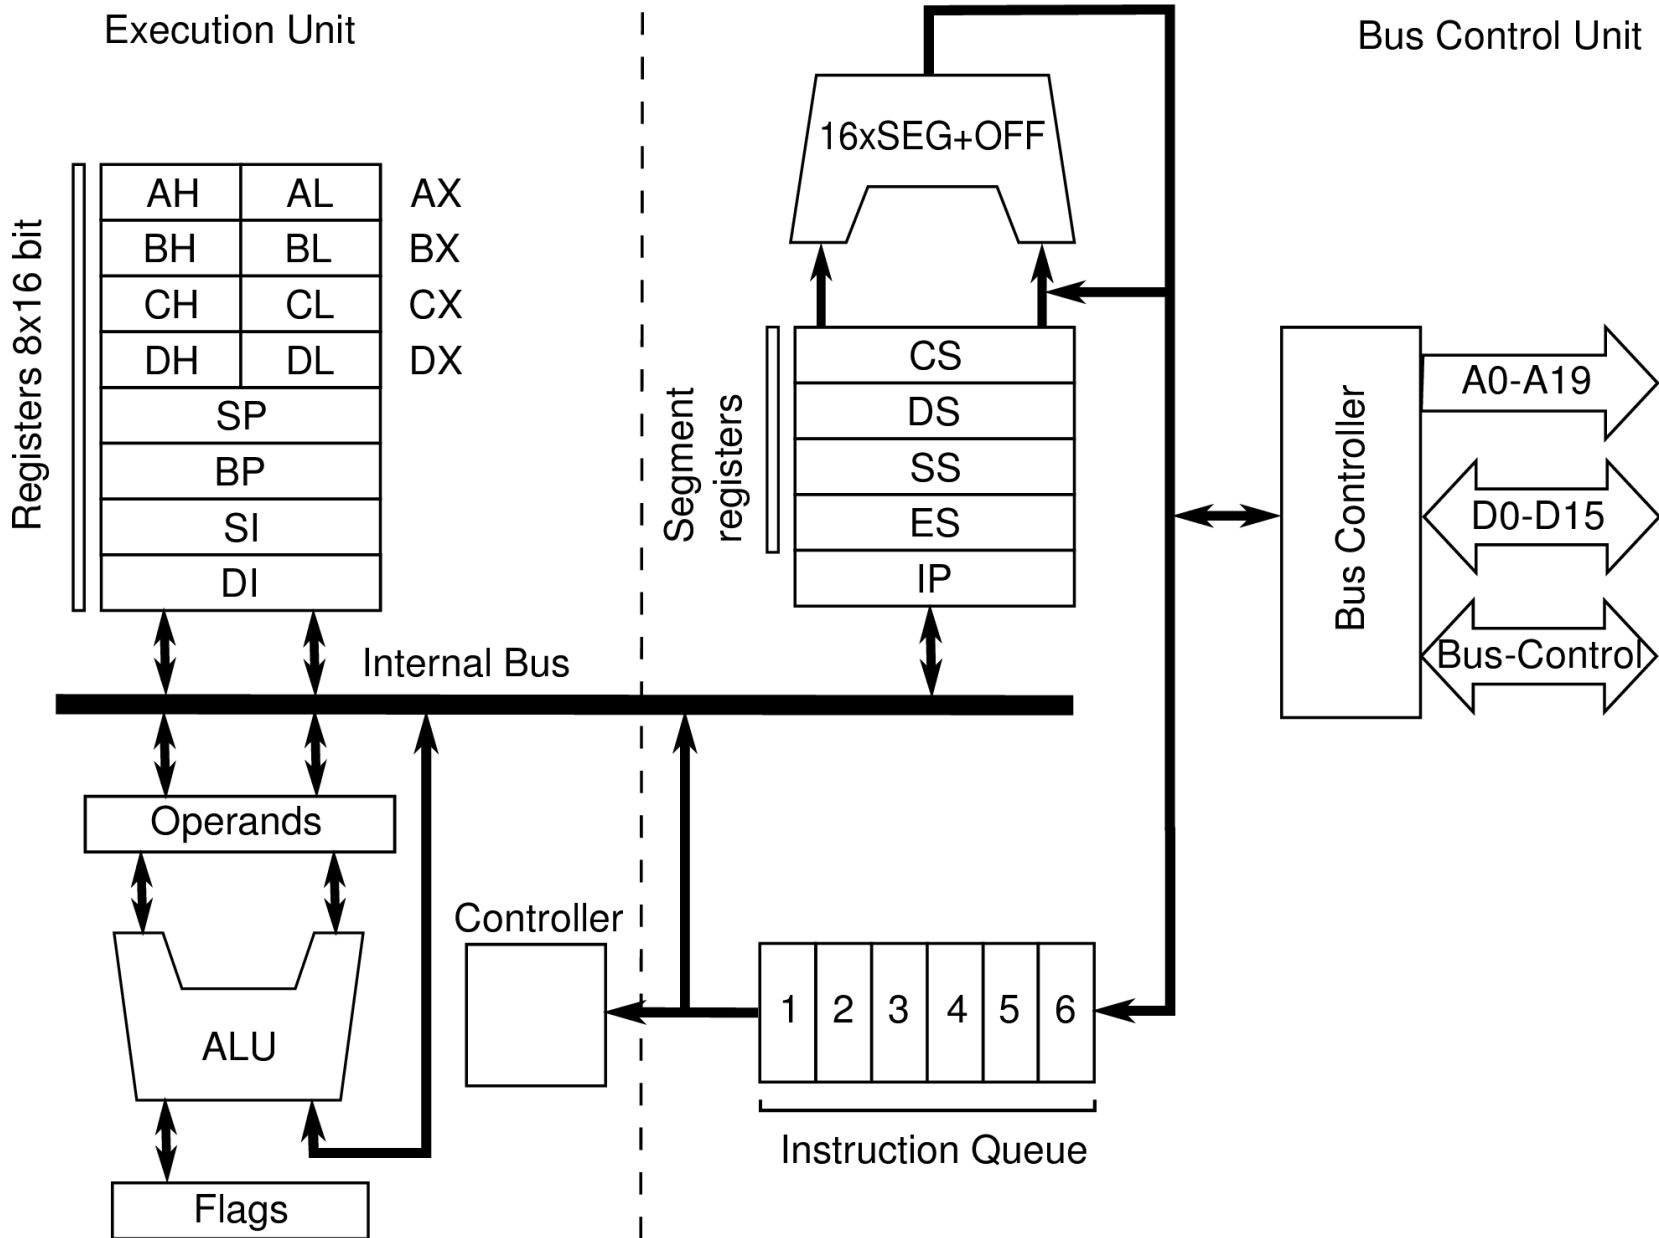 Execution Unit
Bus Control Unit
16xSEG+OFF
Registers 8x16 bit
AH AL AX
BH BL BX
CH CL CX
DH DL DX
SP
BP
SI
DI
Segment
registers
CS
DS
SS
ES
IP
Bus Controller
A0-A19
D0-D15
Bus-Control
Internal Bus
Operands
ALU
Flags
Controller
1 2 3 4 5 6
Instruction Queue